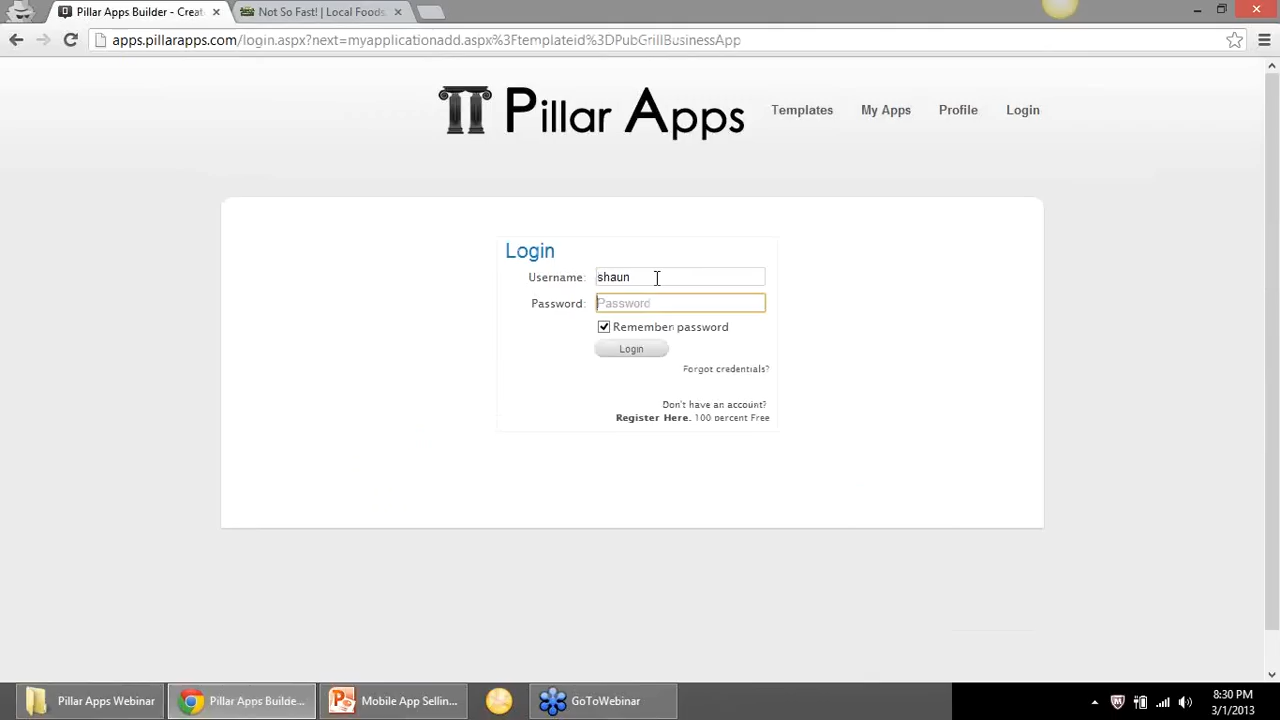 Pillar Apps Builder - Creat
Not So Fast! | Local Foods
apps.pillarapps.com/login.aspx?next=myapplicationadd.aspx%3Ftemplateid%3DPubGrillBusinessApp
Pillar Apps
Templates My Apps Profile Login
Login
Username: shaun
Password: Password
Remember password
Login
Forgot credentials?
Don't have an account?
Register Here. 100 percent Free
Pillar Apps Webinar
Pillar Apps Builde...
Mobile App Sellin...
GoToWebinar
8:30 PM
3/1/2013